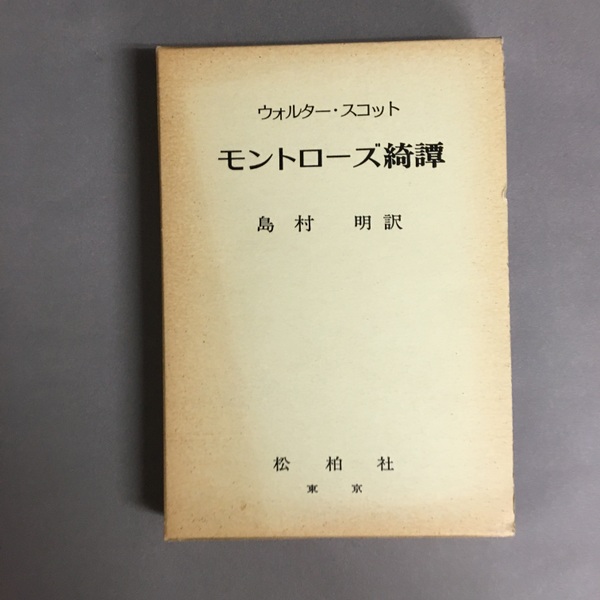 ウォルター・スコット
モントローズ綺譚
島村 明訳
松柏社
東京